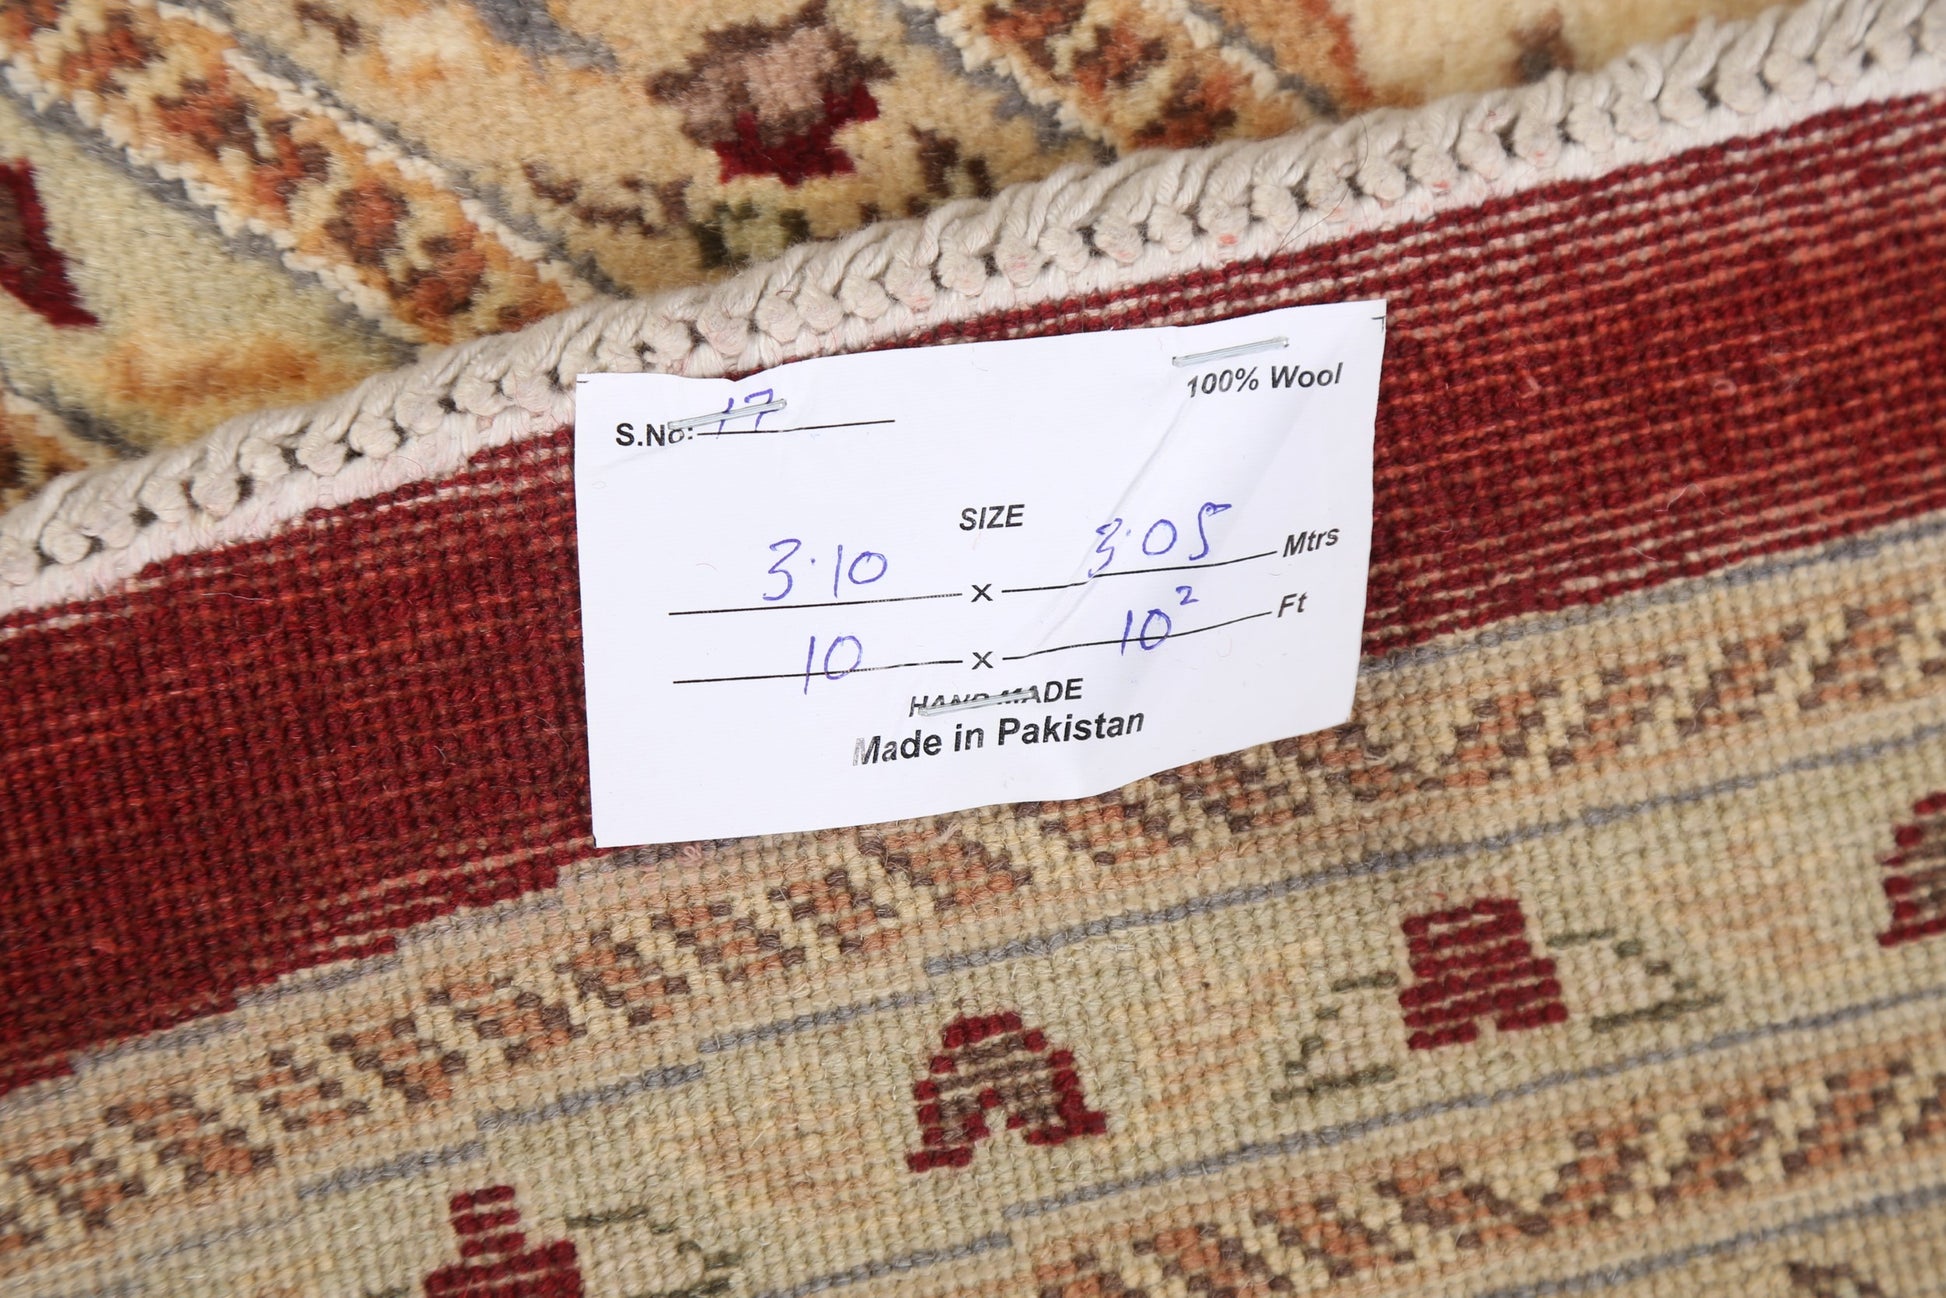 100% Wool
S.No: 17
SIZE
3.10 x 3.05 Mtrs
10 x 10² Ft
HAND MADE
Made in Pakistan